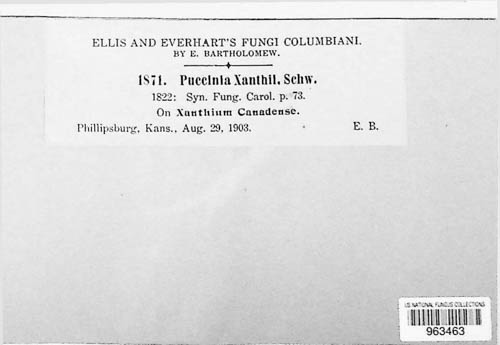 ELLIS AND EVERHART'S FUNGI COLUMBIANI.
BY E. BARTHOLOMEW.
1871. Puccinia Xanthii. Schw.
1822: Syn. Fung. Carol. p. 73.
On Xanthium Canadense.
Phillipsburg, Kans., Aug. 29, 1903. E. B.
US NATIONAL FUNGUS COLLECTIONS
963463